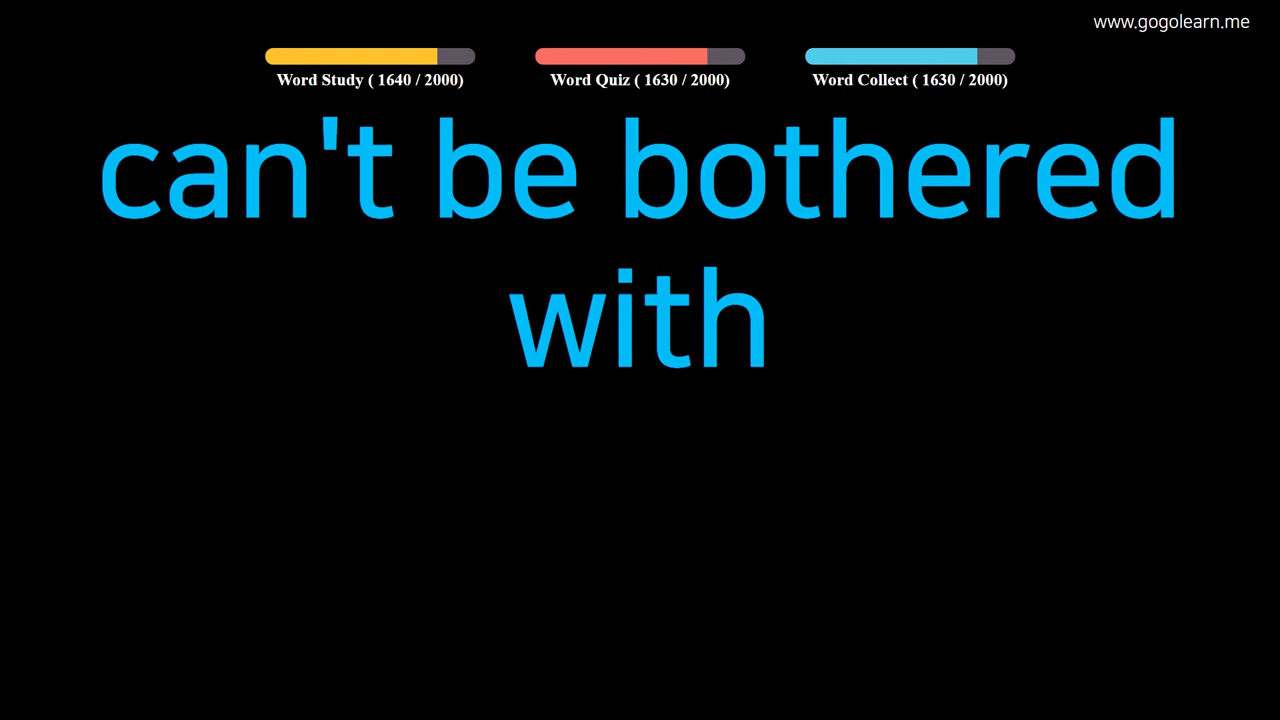 www.gogolearn.me
Word Study ( 1640 / 2000)
Word Quiz ( 1630 / 2000)
Word Collect ( 1630 / 2000)
can't be bothered
with